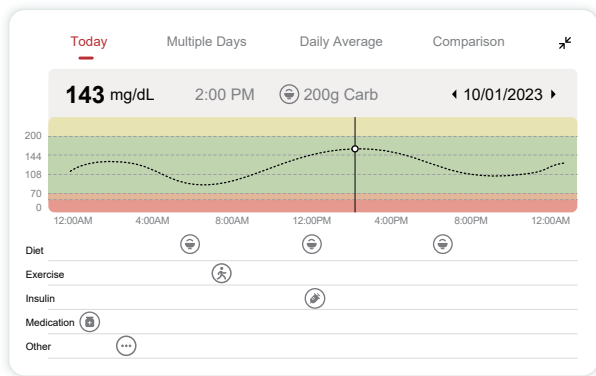 Today Multiple Days Daily Average Comparison
143 mg/dL 2:00 PM 200g Carb 10/01/2023
200
144
108
70
0
12:00AM 4:00AM 8:00AM 12:00PM 4:00PM 8:00PM 12:00AM
Diet
Exercise
Insulin
Medication
Other